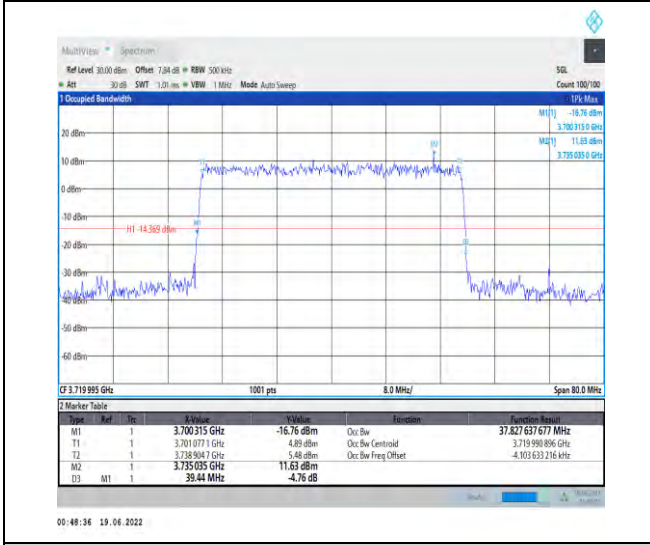 MultiView Spectrum
Ref Level 30.00 dBm Offset 7.84 dB RBW 500 kHz SGL
Att 30 dB SWT 1.01 ms VBW 1 MHz Mode Auto Sweep Count 100/100
1 Occupied Bandwidth 1Pk Max
M1[1] -16.76 dBm
3.700 315 0 GHz
M2[1] 11.63 dBm
3.735 035 0 GHz
20 dBm
10 dBm
0 dBm
-10 dBm
H1 -14.369 dBm
-20 dBm
-30 dBm
-40 dBm
-50 dBm
-60 dBm
T1
M2
T2
M1
D3
CF 3.719 995 GHz 1001 pts 8.0 MHz/ Span 80.0 MHz
2 Marker Table
Type Ref Trc X-Value Y-Value Function Function Result
M1 1 3.700 315 GHz -16.76 dBm Occ Bw 37.827 637 677 MHz
T1 1 3.701 077 1 GHz 4.89 dBm Occ Bw Centroid 3.719 990 896 GHz
T2 1 3.738 904 7 GHz 5.48 dBm Occ Bw Freq Offset -4.103 633 216 kHz
M2 1 3.735 035 GHz 11.63 dBm
D3 M1 1 39.44 MHz -4.76 dB
00:48:36 19.06.2022